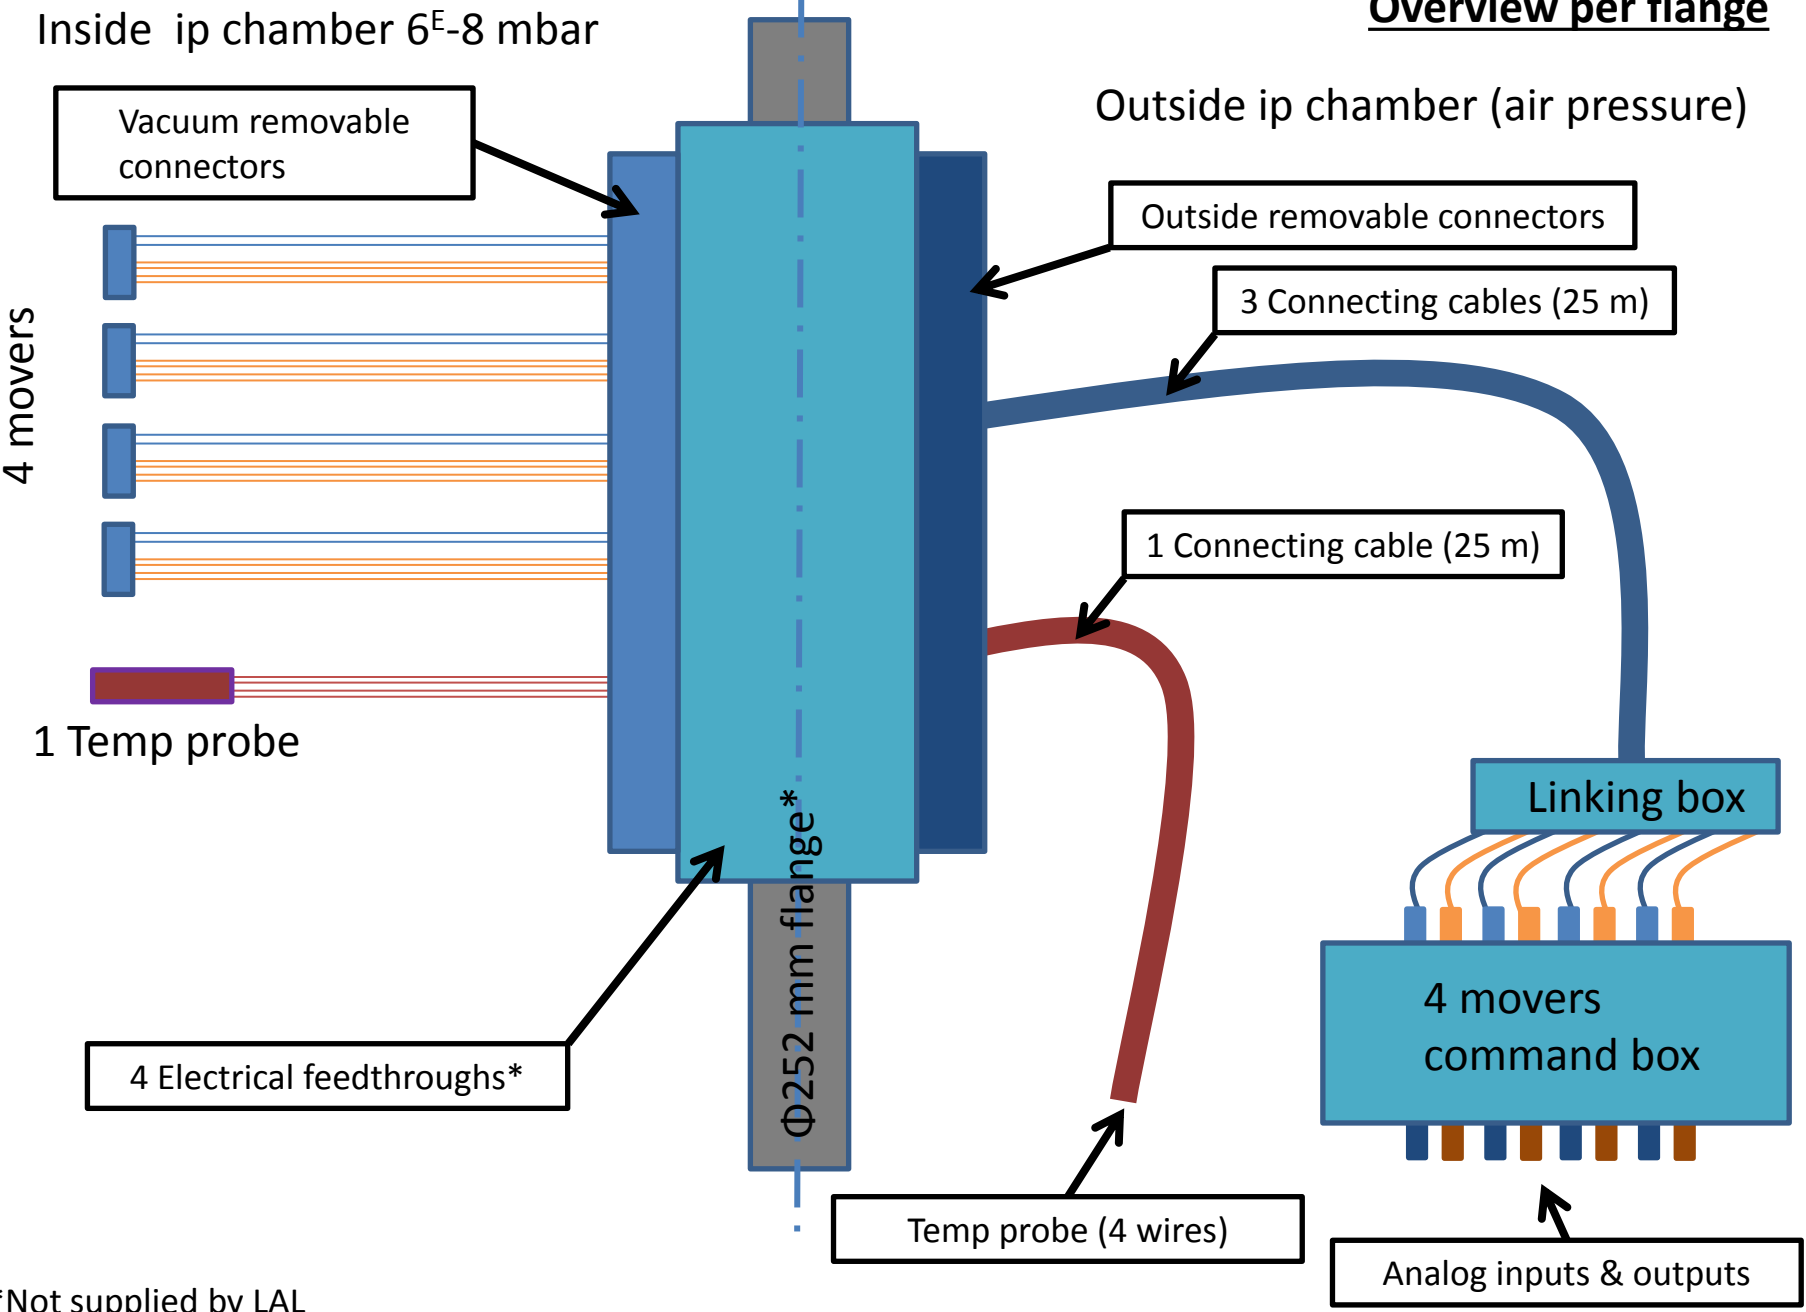 Overview per flange
Inside ip chamber 6E-8 mbar
Outside ip chamber (air pressure)
Vacuum removable
connectors
Outside removable connectors
3 Connecting cables (25 m)
4 movers
1 Connecting cable (25 m)
1 Temp probe
Linking box
Φ252 mm flange*
4 movers
command box
4 Electrical feedthroughs*
Temp probe (4 wires)
Analog inputs & outputs
*Not supplied by LAL